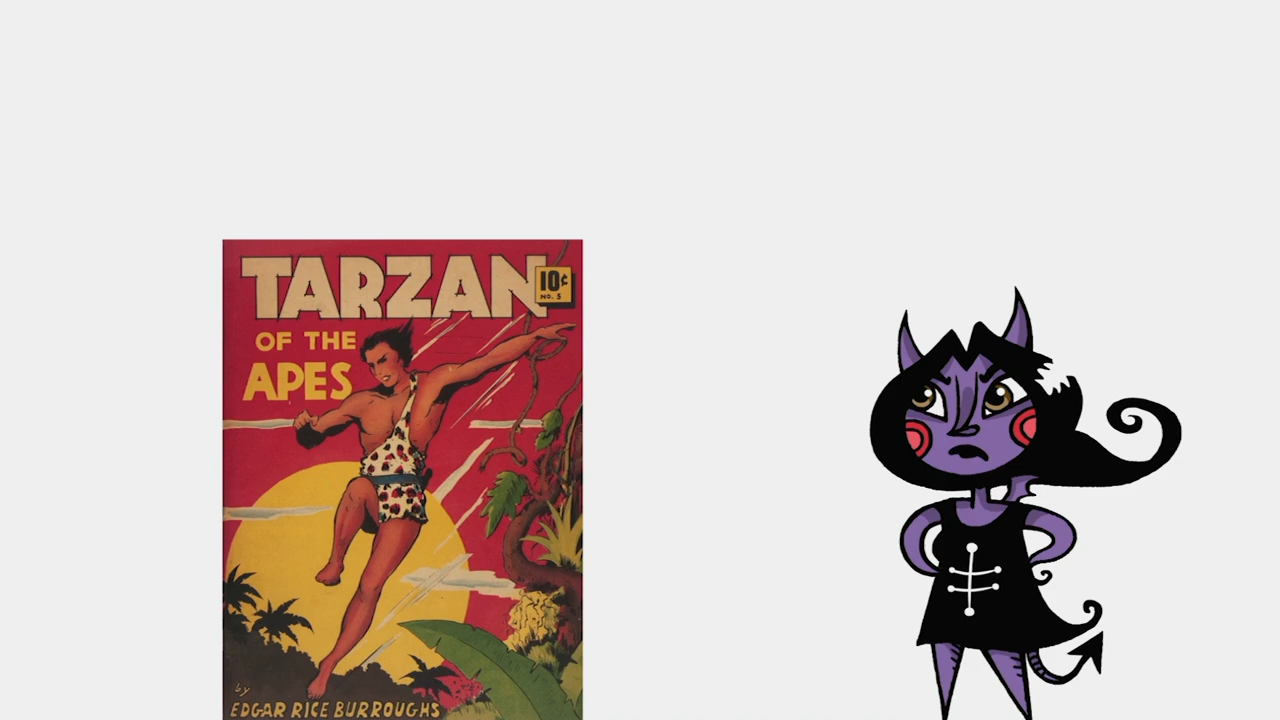 TARZAN
10¢
NO. 5
OF THE
APES
by
EDGAR RICE BURROUGHS